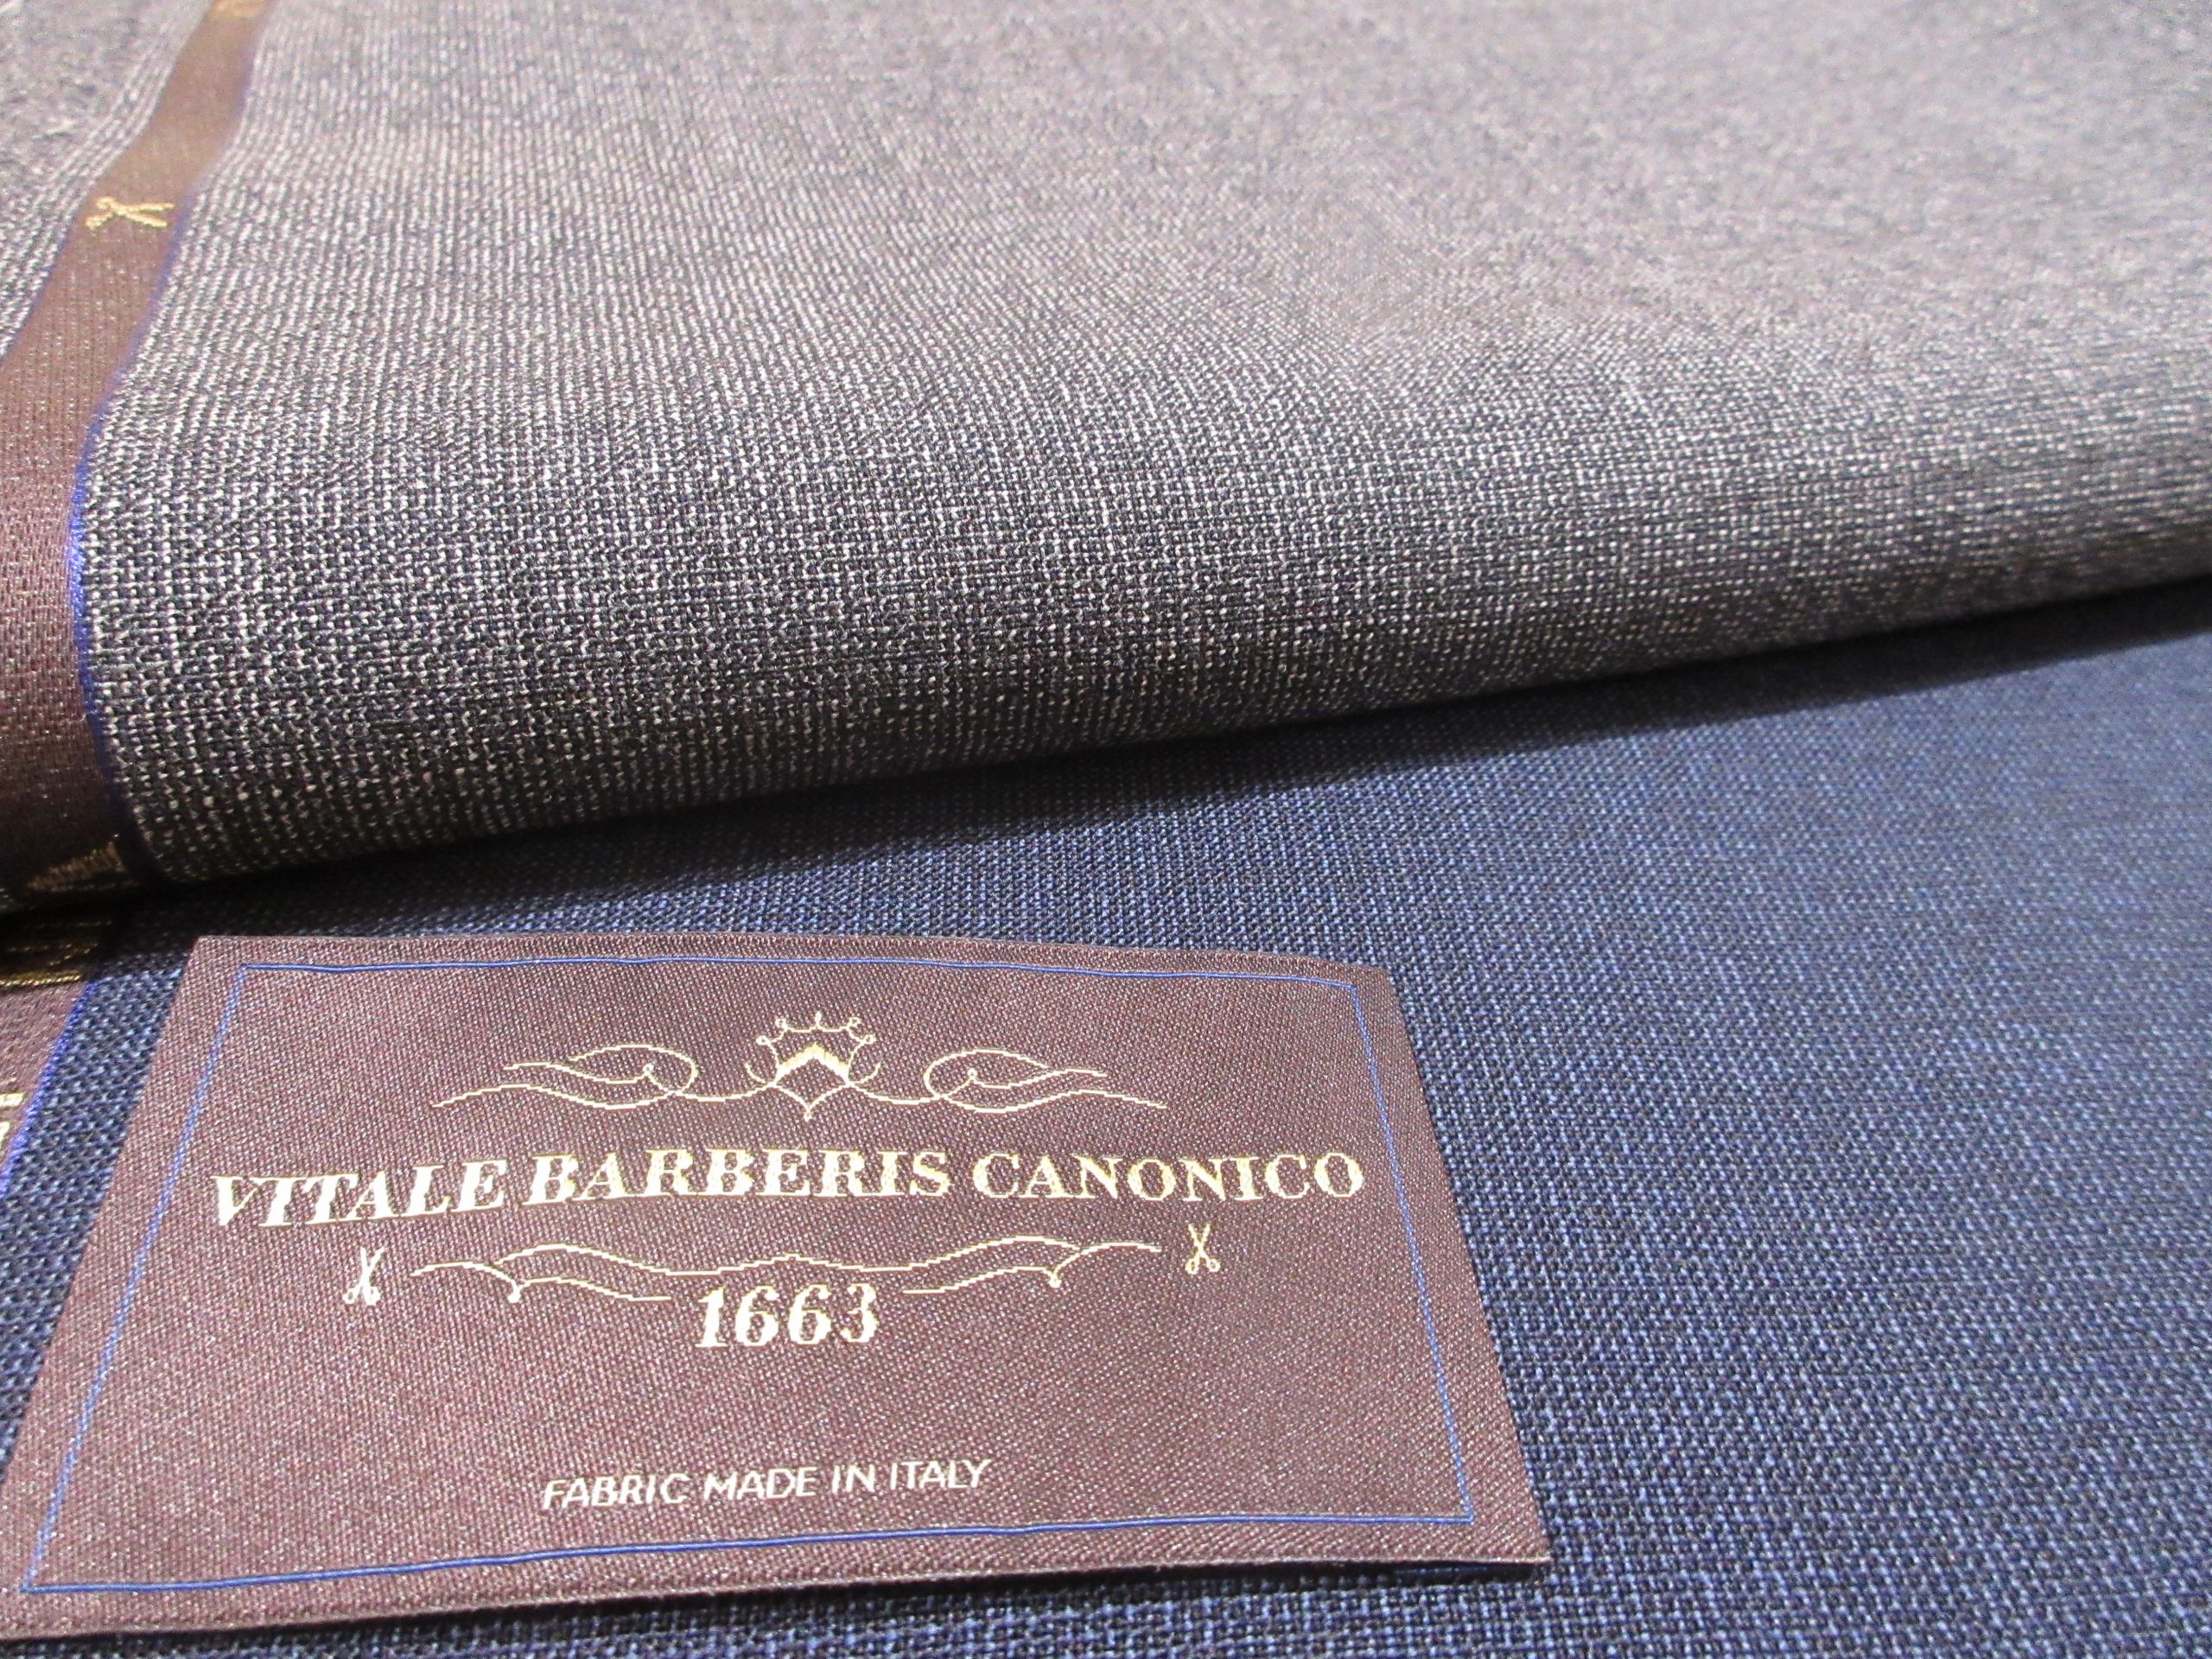 VITALE BARBERIS CANONICO
1663
FABRIC MADE IN ITALY